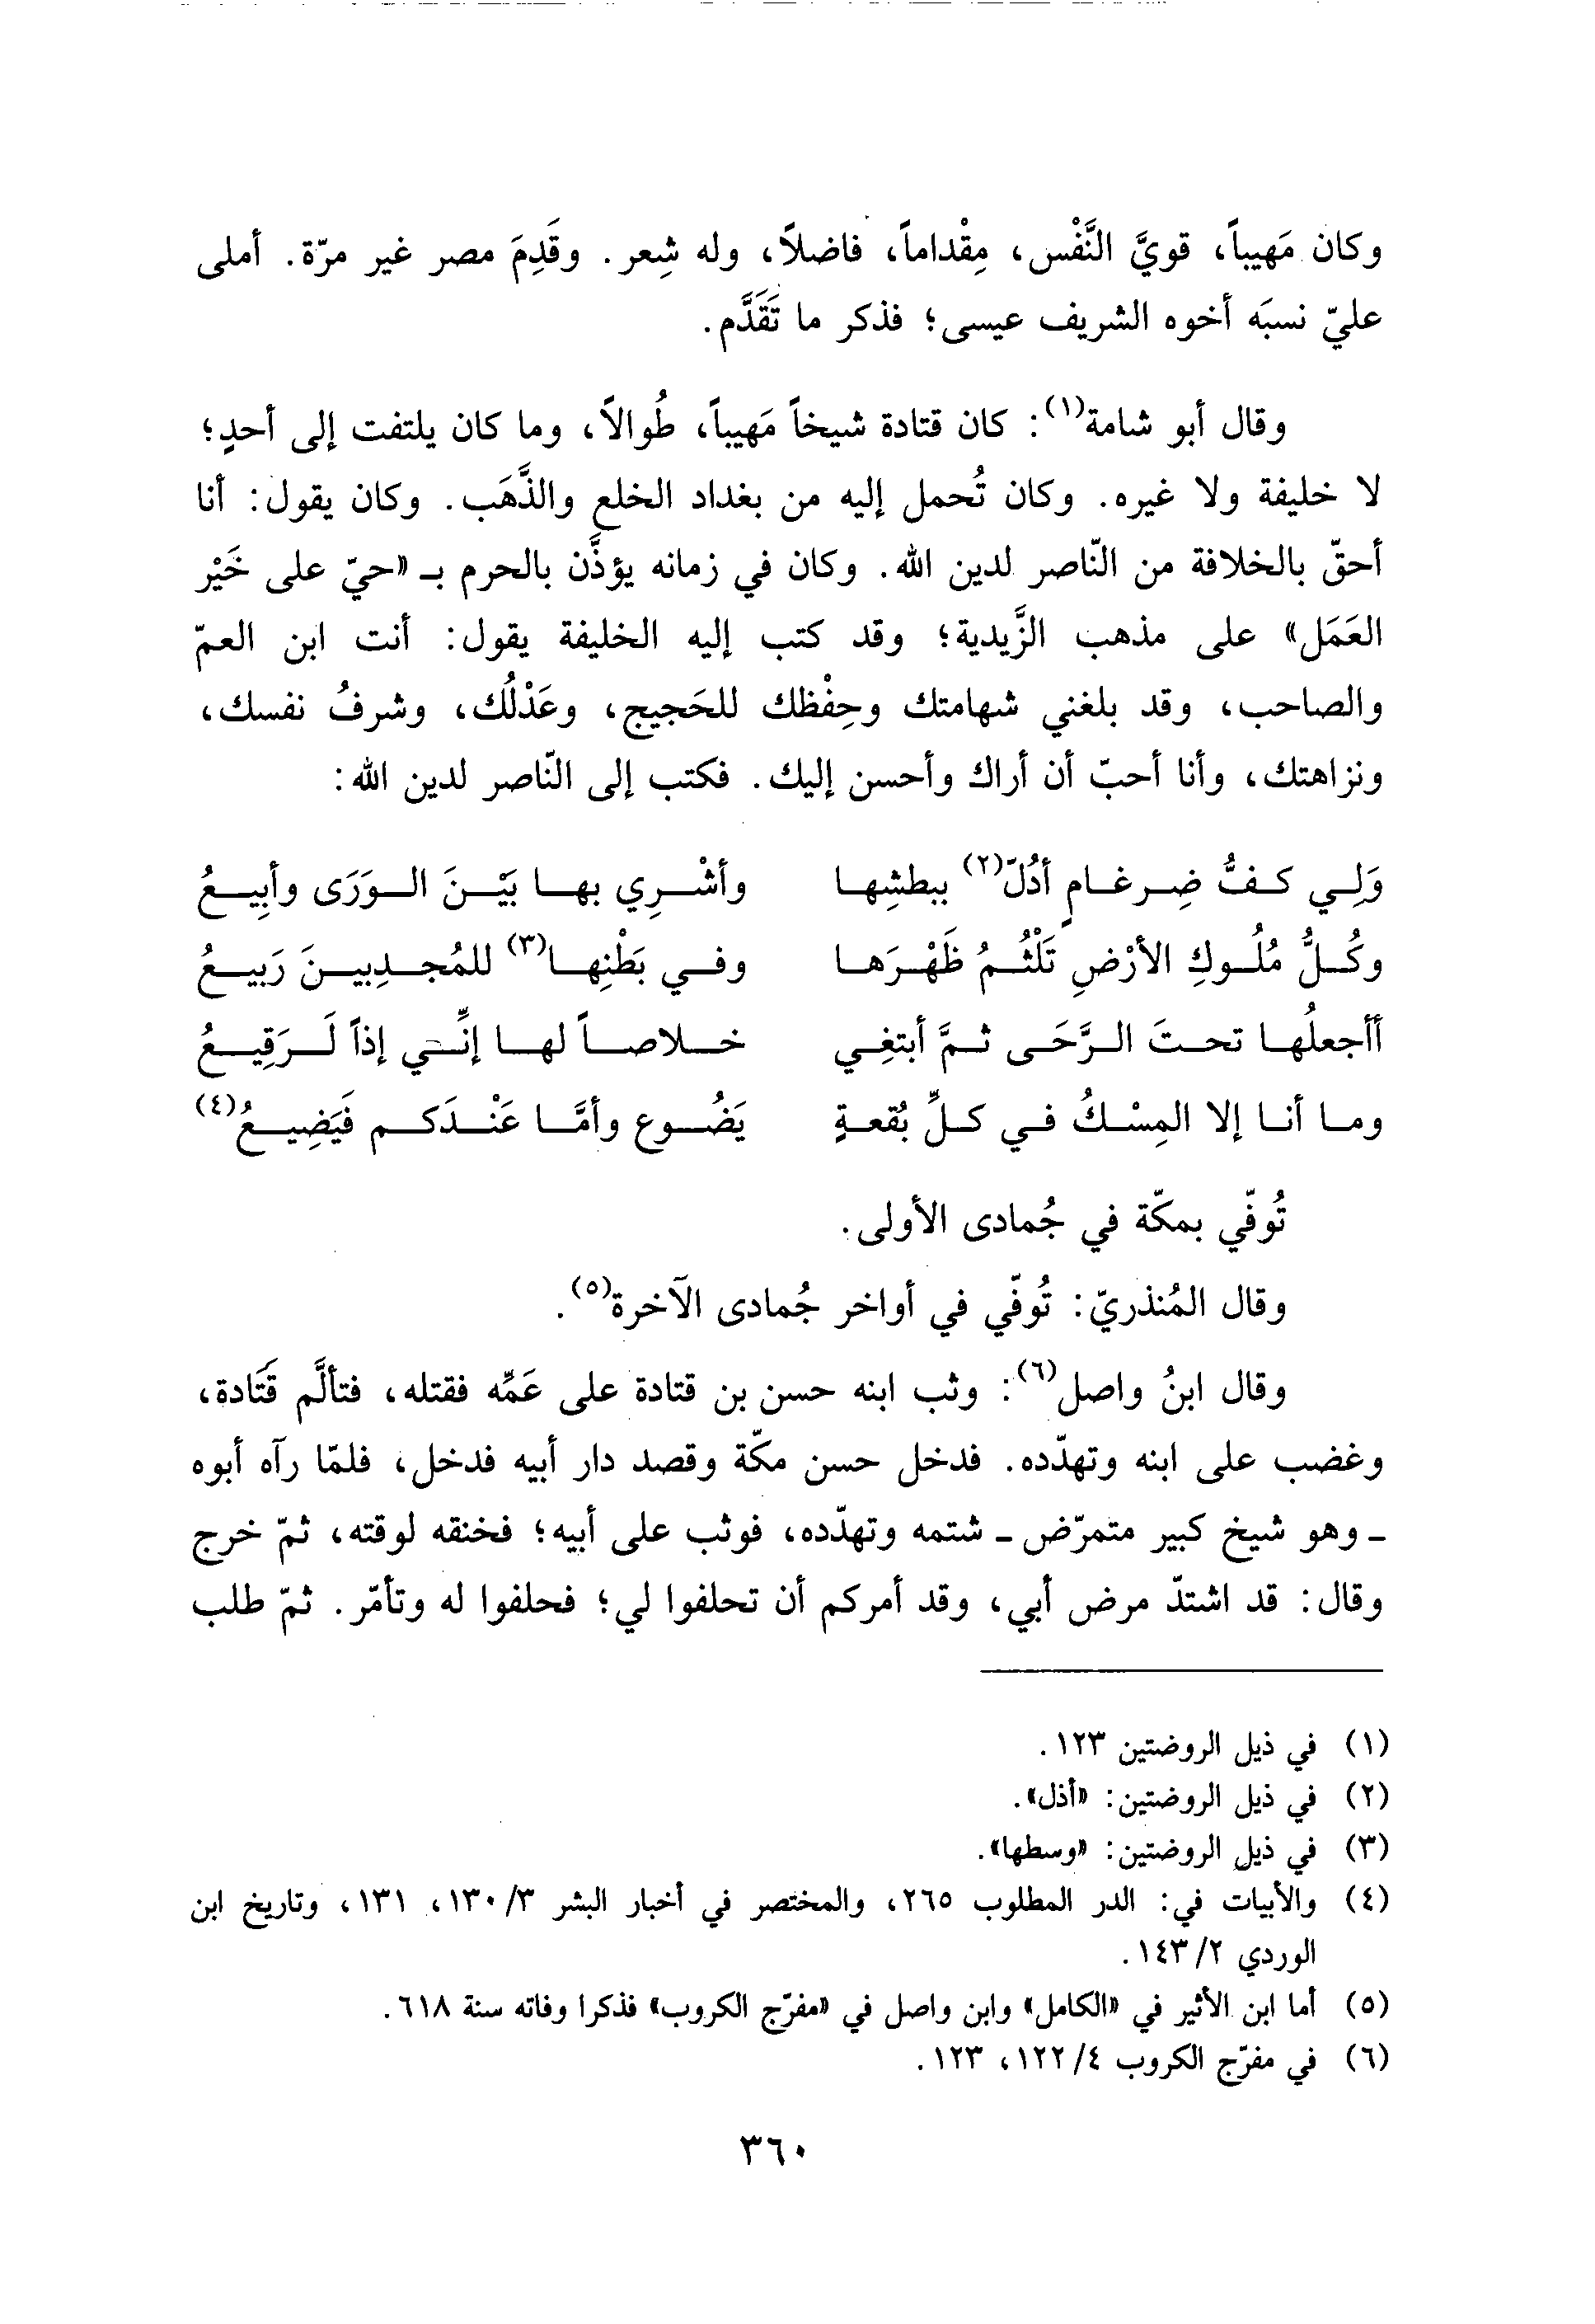 وكان مَهيباً، قويَّ النَّفْس، مِقْداماً، فاضلاً، وله شِعر. وقَدِمَ مصر غير مرّة. أملى
عليّ نسبَه أخوه الشريف عيسى؛ فذكر ما تَقَدَّم.
وقال أبو شامة(١): كان قتادة شيخاً مَهيباً، طُوالاً، وما كان يلتفت إلى أحدٍ؛
لا خليفة ولا غيره. وكان تُحمل إليه من بغداد الخلع والذَّهَب. وكان يقول: أنا
أحقّ بالخلافة من النّاصر لدين الله. وكان في زمانه يؤذَّن بالحرم بـ «حيّ على خَيْر
العَمَل» على مذهب الزَّيدية؛ وقد كتب إليه الخليفة يقول: أنت ابن العمّ
والصاحب، وقد بلغني شهامتك وحِفْظك للحَجيج، وعَدْلُك، وشرفُ نفسك،
ونزاهتك، وأنا أحبّ أن أراك وأحسن إليك. فكتب إلى النّاصر لدين الله:
وَلِي كفُّ ضِرغامٍ أدُلّ(٢) ببطشِها وأشْرِي بها بَيْنَ الوَرَى وأبِيعُ
وكُلُّ مُلُوكِ الأرْضِ تَلْثُمُ ظَهْرَها وفي بَطْنِها(٣) للمُجدِبينَ رَبيعُ
أأجعلُها تحتَ الرَّحَى ثمَّ أبتغِي خلاصاً لها إنِّي إذاً لَرَقِيعُ
وما أنا إلا المِسْكُ في كلِّ بُقعةٍ يَضُوع وأمَّا عَنْدَكم فَيَضِيعُ(٤)
تُوفّي بمكّة في جُمادى الأولى.
وقال المُنذريّ: تُوفّي في أواخر جُمادى الآخرة(٥).
وقال ابنُ واصل(٦): وثب ابنه حسن بن قتادة على عَمِّه فقتله، فتألَّم قَتَادة،
وغضب على ابنه وتهدّده. فدخل حسن مكّة وقصد دار أبيه فدخل، فلمّا رآه أبوه
ـ وهو شيخ كبير متمرّض ـ شتمه وتهدّده، فوثب على أبيه؛ فخنقه لوقته، ثمّ خرج
وقال: قد اشتدّ مرض أبي، وقد أمركم أن تحلفوا لي؛ فحلفوا له وتأمّر. ثمّ طلب
(١) في ذيل الروضتين ١٢٣.
(٢) في ذيل الروضتين: «أذل».
(٣) في ذيل الروضتين: «وسطها».
(٤) والأبيات في: الدر المطلوب ٢٦٥، والمختصر في أخبار البشر ٣/ ١٣٠، ١٣١، وتاريخ ابن
الوردي ٢/ ١٤٣.
(٥) أما ابن الأثير في «الكامل» وابن واصل في «مفرّج الكروب» فذكرا وفاته سنة ٦١٨.
(٦) في مفرّج الكروب ٤/ ١٢٢، ١٢٣.
٣٦٠